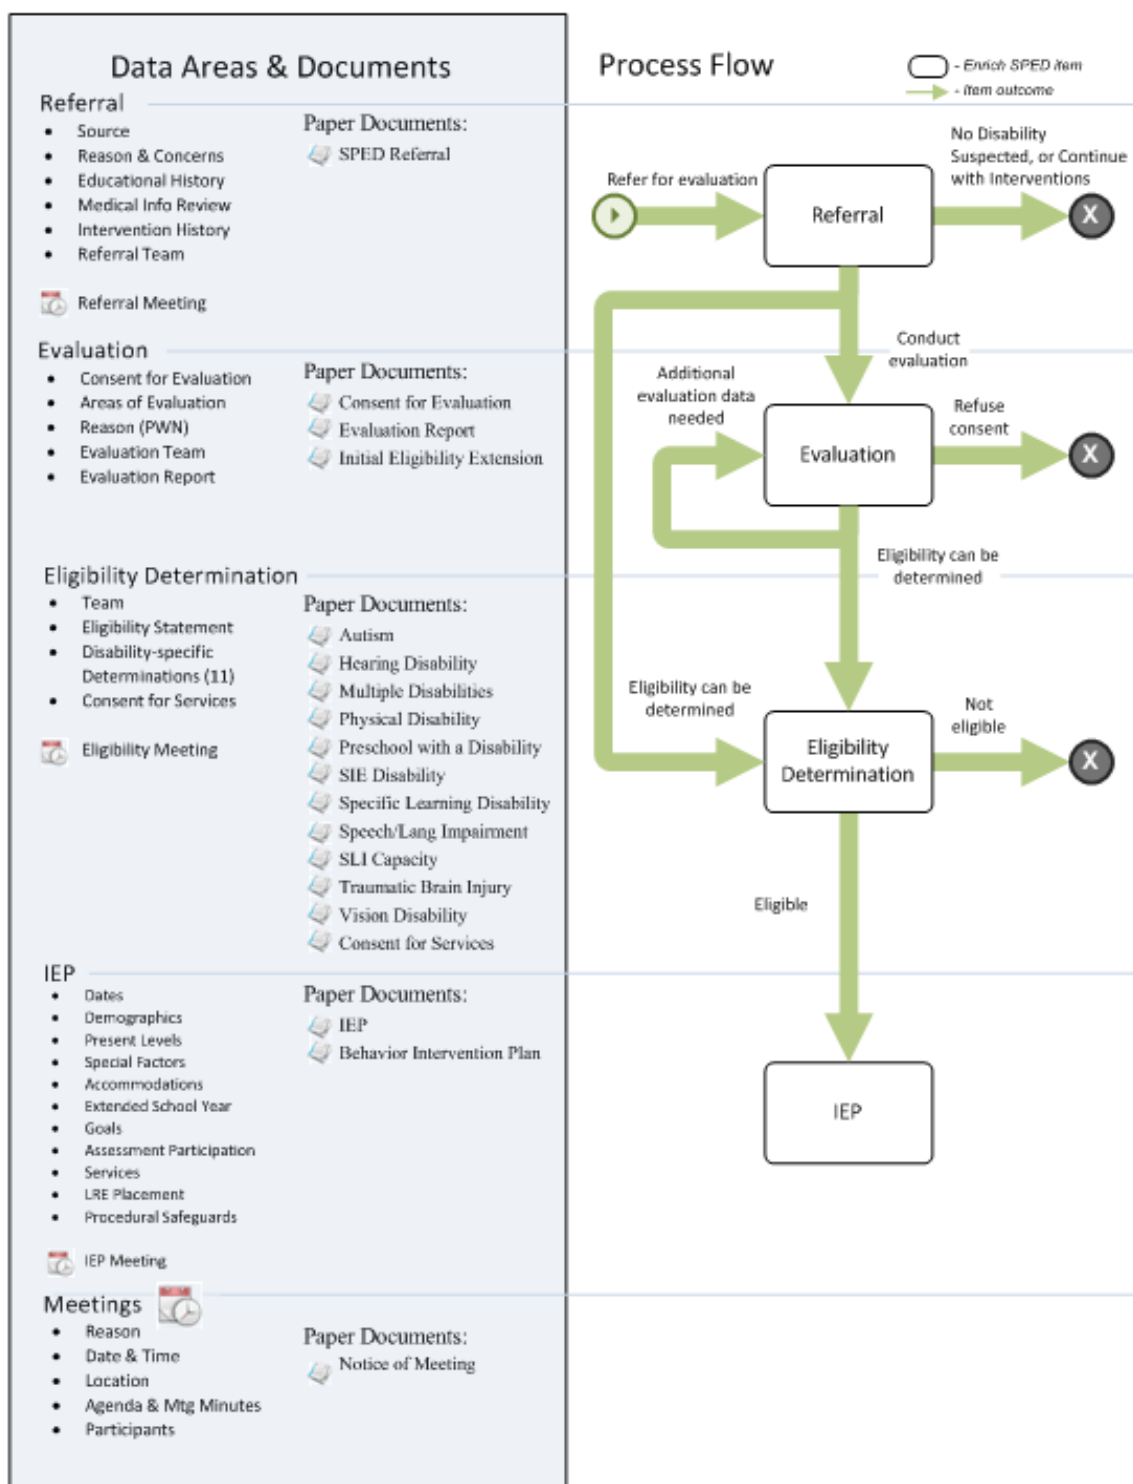 Data Areas & Documents
Referral
Source
Reason & Concerns
Educational History
Medical Info Review
Intervention History
Referral Team
Paper Documents:
SPED Referral
Referral Meeting
Evaluation
Consent for Evaluation
Areas of Evaluation
Reason (PWN)
Evaluation Team
Evaluation Report
Paper Documents:
Consent for Evaluation
Evaluation Report
Initial Eligibility Extension
Eligibility Determination
Team
Eligibility Statement
Disability-specific
Determinations (11)
Consent for Services
Eligibility Meeting
Paper Documents:
Autism
Hearing Disability
Multiple Disabilities
Physical Disability
Preschool with a Disability
SIE Disability
Specific Learning Disability
Speech/Lang Impairment
SLI Capacity
Traumatic Brain Injury
Vision Disability
Consent for Services
IEP
Dates
Demographics
Present Levels
Special Factors
Accommodations
Extended School Year
Goals
Assessment Participation
Services
LRE Placement
Procedural Safeguards
Paper Documents:
IEP
Behavior Intervention Plan
IEP Meeting
Meetings
Reason
Date & Time
Location
Agenda & Mtg Minutes
Participants
Paper Documents:
Notice of Meeting
Process Flow
- Enrich SPED item
- Item outcome
Refer for evaluation
Referral
No Disability
Suspected, or Continue
with Interventions
X
Conduct
evaluation
Additional
evaluation data
needed
Evaluation
Refuse
consent
X
Eligibility can be
determined
Eligibility can be
determined
Eligibility
Determination
Not
eligible
X
Eligible
IEP